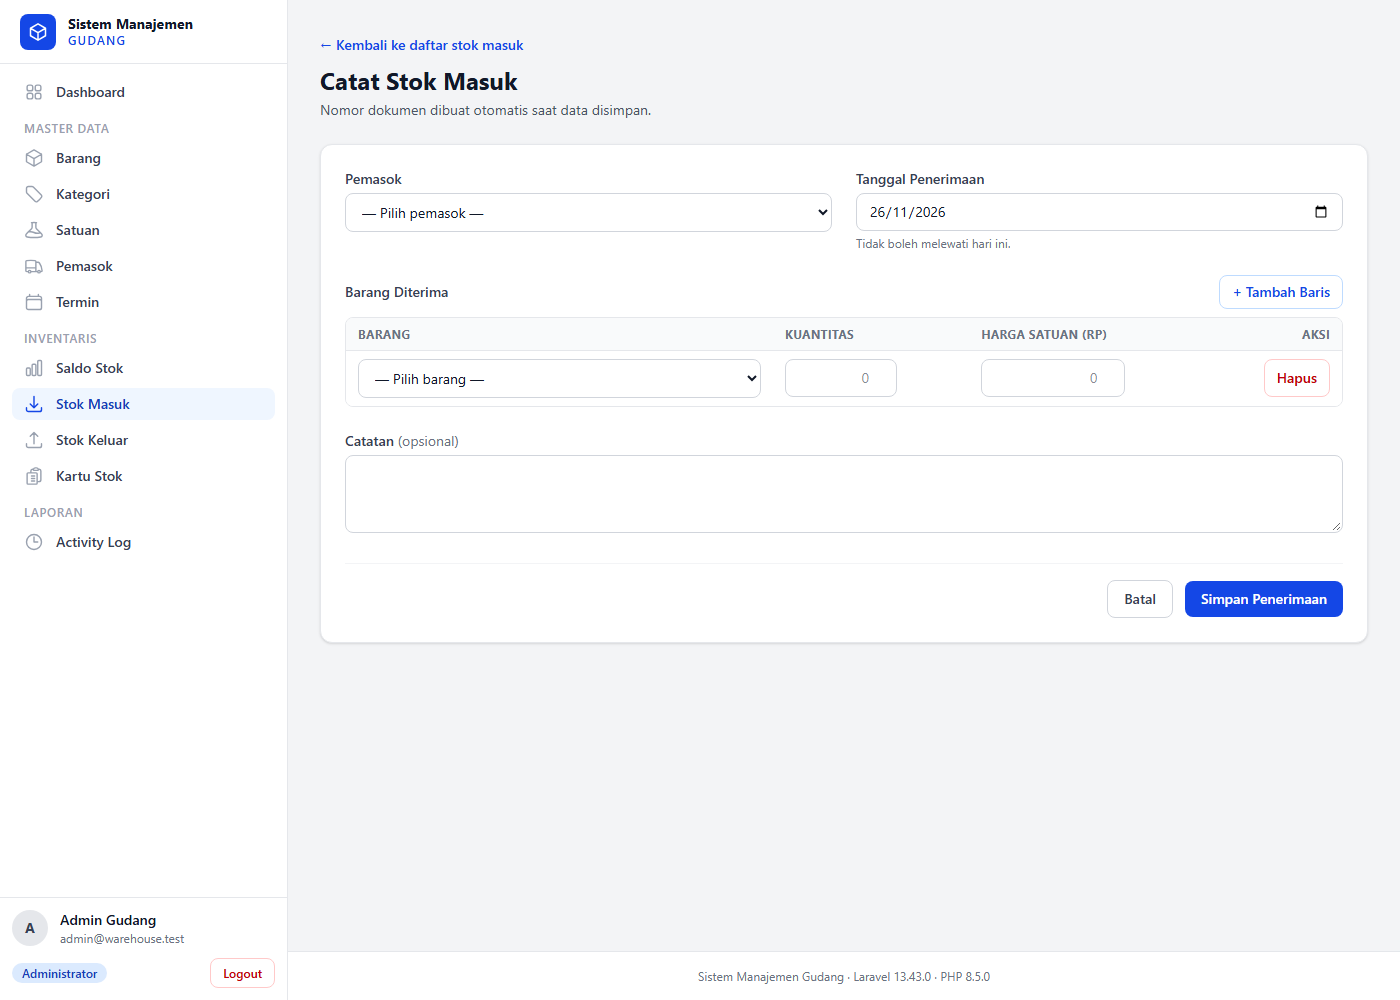 Sistem Manajemen
GUDANG
Dashboard
MASTER DATA
Barang
Kategori
Satuan
Pemasok
Termin
INVENTARIS
Saldo Stok
Stok Masuk
Stok Keluar
Kartu Stok
LAPORAN
Activity Log
A
Admin Gudang
admin@warehouse.test
Administrator
Logout
← Kembali ke daftar stok masuk
Catat Stok Masuk
Nomor dokumen dibuat otomatis saat data disimpan.
Pemasok
— Pilih pemasok —
Tanggal Penerimaan
26/11/2026
Tidak boleh melewati hari ini.
Barang Diterima
+ Tambah Baris
BARANG KUANTITAS HARGA SATUAN (RP) AKSI
— Pilih barang — 0 0 Hapus
Catatan (opsional)
Batal
Simpan Penerimaan
Sistem Manajemen Gudang · Laravel 13.43.0 · PHP 8.5.0